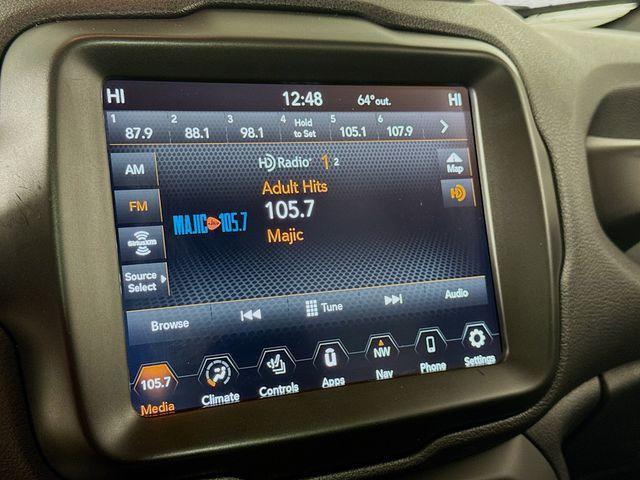 HI 12:48 64°out. HI
1 2 3 4 5 6
87.9 88.1 98.1 Hold to Set 105.1 107.9
AM HD Radio 1 2 Map
Adult Hits
FM MAJIC 105.7 105.7 HD
Majic
siriusxm
Source Select
Browse Tune Audio
105.7 NW
Media Climate Controls Apps Nav Phone Settings